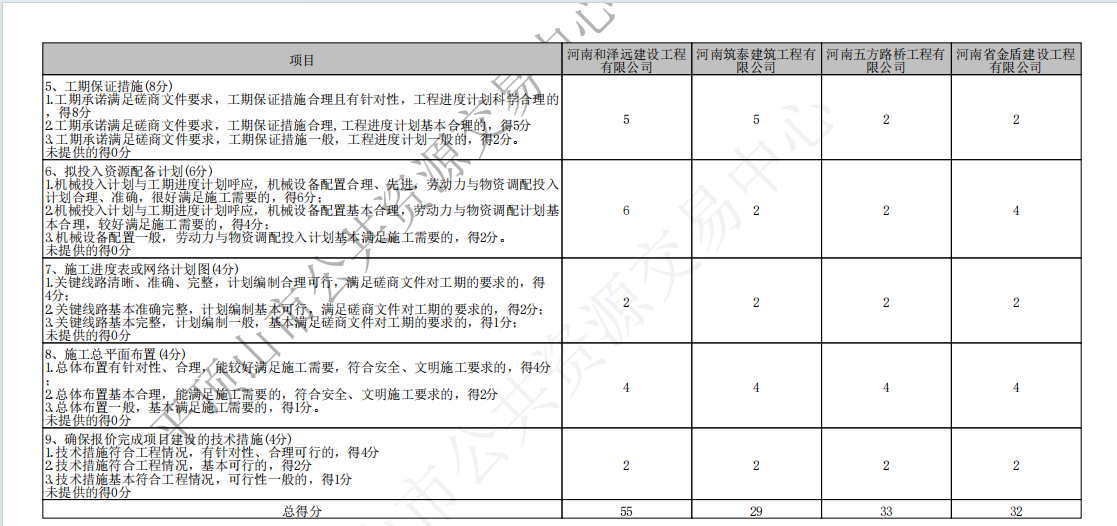 项目
河南和泽远建设工程有限公司
河南筑泰建筑工程有限公司
河南五方路桥工程有限公司
河南省金盾建设工程有限公司
5、工期保证措施(8分)
1.工期承诺满足磋商文件要求，工期保证措施合理且有针对性，工程进度计划科学合理的
，得8分
2.工期承诺满足磋商文件要求，工期保证措施合理,工程进度计划基本合理的，得5分
3.工期承诺满足磋商文件要求，工期保证措施一般，工程进度计划一般的，得2分。
未提供的得0分
5
5
2
2
6、拟投入资源配备计划(6分)
1.机械投入计划与工期进度计划呼应，机械设备配置合理、先进，劳动力与物资调配投入
计划合理、准确，很好满足施工需要的，得6分；
2.机械投入计划与工期进度计划呼应，机械设备配置基本合理，劳动力与物资调配计划基
本合理，较好满足施工需要的，得4分；
3.机械设备配置一般，劳动力与物资调配投入计划基本满足施工需要的，得2分。
未提供的得0分
6
2
2
4
7、施工进度表或网络计划图(4分)
1.关键线路清晰、准确、完整，计划编制合理可行，满足磋商文件对工期的要求的，得
4分；
2.关键线路基本准确完整，计划编制基本可行，满足磋商文件对工期的要求的，得2分；
3.关键线路基本完整，计划编制一般，基本满足磋商文件对工期的要求的，得1分；
未提供的得0分
2
2
2
2
8、施工总平面布置(4分)
1.总体布置有针对性、合理，能较好满足施工需要，符合安全、文明施工要求的，得4分
；
2.总体布置基本合理，能满足施工需要的，符合安全、文明施工要求的，得2分
3.总体布置一般，基本满足施工需要的，得1分。
未提供的得0分
4
4
4
4
9、确保报价完成项目建设的技术措施(4分)
1.技术措施符合工程情况，有针对性、合理可行的，得4分
2.技术措施符合工程情况，基本可行的，得2分
3.技术措施基本符合工程情况，可行性一般的，得1分
未提供的得0分
2
2
2
2
总得分
55
29
33
32
平顶山市公共资源交易中心
山市公共资源交易中心